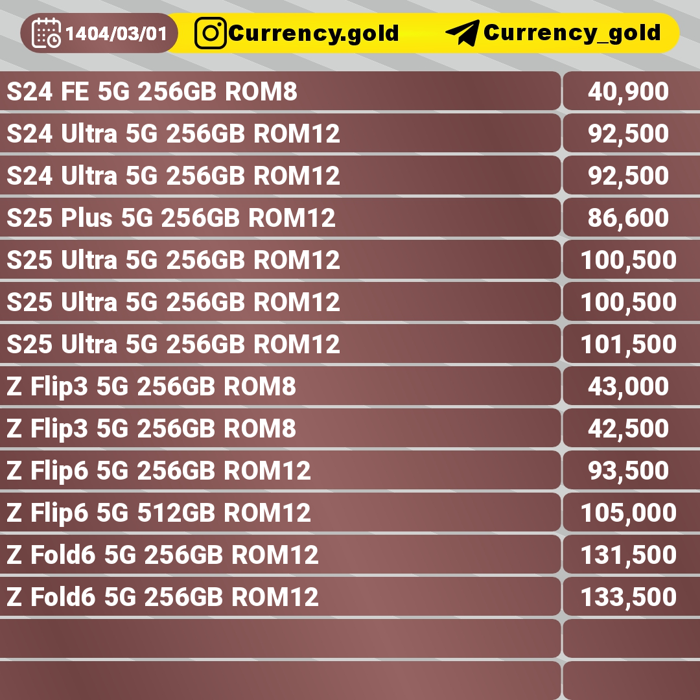 1404/03/01 Currency.gold Currency_gold
S24 FE 5G 256GB ROM8 40,900
S24 Ultra 5G 256GB ROM12 92,500
S24 Ultra 5G 256GB ROM12 92,500
S25 Plus 5G 256GB ROM12 86,600
S25 Ultra 5G 256GB ROM12 100,500
S25 Ultra 5G 256GB ROM12 100,500
S25 Ultra 5G 256GB ROM12 101,500
Z Flip3 5G 256GB ROM8 43,000
Z Flip3 5G 256GB ROM8 42,500
Z Flip6 5G 256GB ROM12 93,500
Z Flip6 5G 512GB ROM12 105,000
Z Fold6 5G 256GB ROM12 131,500
Z Fold6 5G 256GB ROM12 133,500